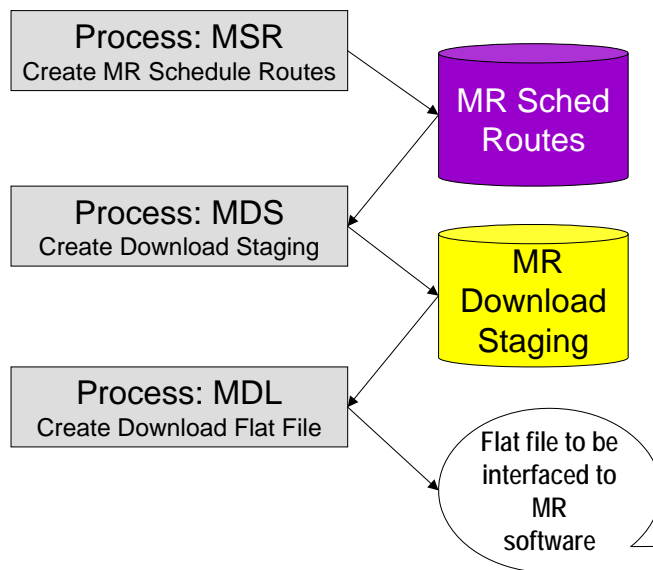 Process: MSR
Create MR Schedule Routes
MR Sched
Routes
Process: MDS
Create Download Staging
MR
Download
Staging
Process: MDL
Create Download Flat File
Flat file to be
interfaced to
MR
software